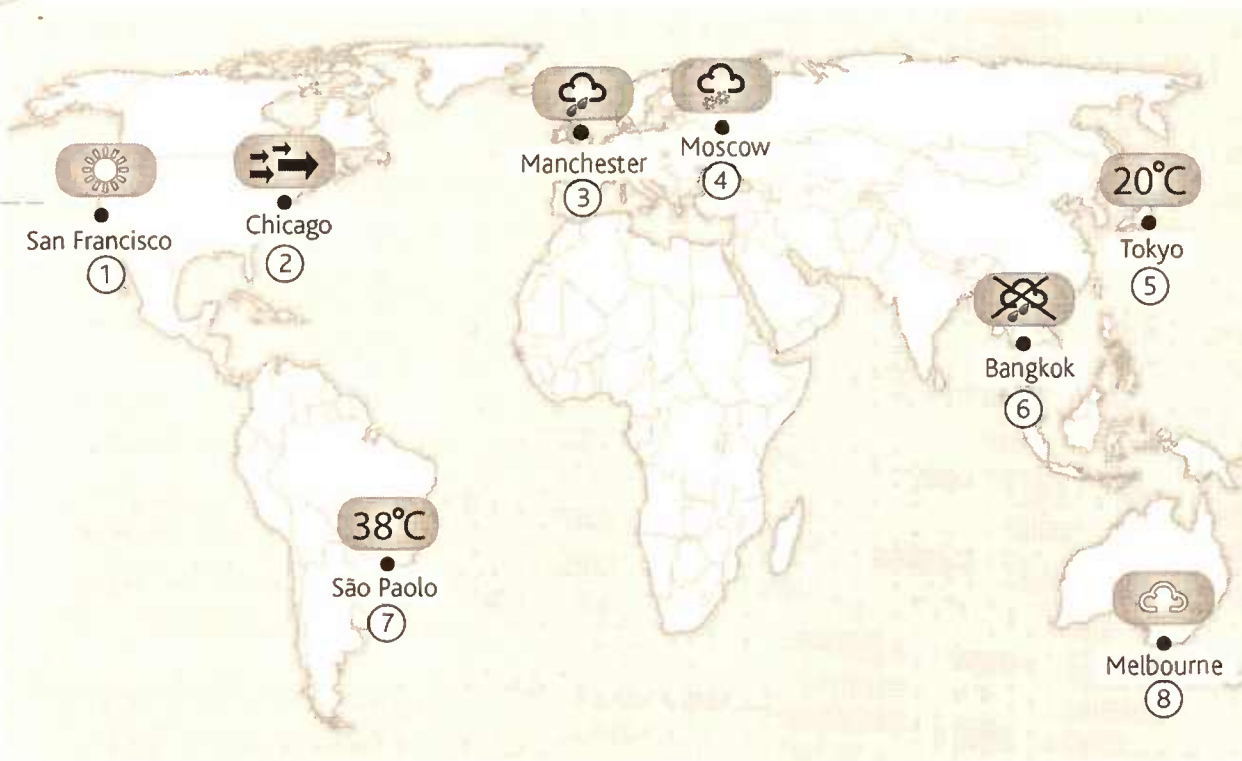 San Francisco
1
Chicago
2
Manchester
3
Moscow
4
20°C
Tokyo
5
Bangkok
6
38°C
São Paolo
7
Melbourne
8